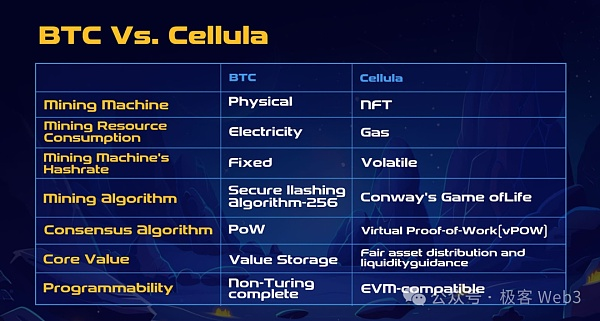 BTC Vs. Cellula
BTC Cellula
Mining Machine Physical NFT
Mining Resource
Consumption Electricity Gas
Mining Machine's
Hashrate Fixed Volatile
Mining Algorithm Secure Ilashing
Algorithm-256 Conway's Game ofLife
Consensus Algorithm PoW Virtual Proof-of-Work(vPOW)
Core Value Value Storage Fair asset distribution and
liquidityguidance
Programmability Non-Turing
complete EVM-compatible
公众号·极客 Web3